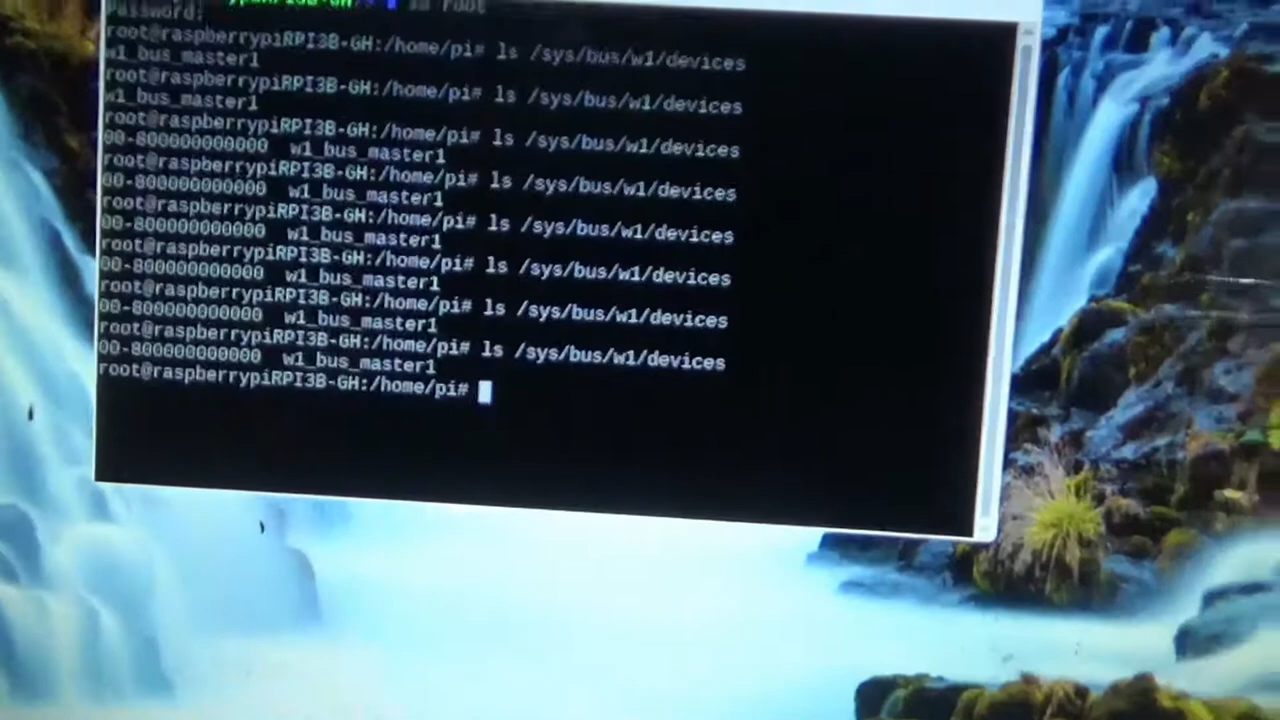 Password:
su root
root@raspberrypiRPI3B-GH:/home/pi# ls /sys/bus/w1/devices
w1_bus_master1
root@raspberrypiRPI3B-GH:/home/pi# ls /sys/bus/w1/devices
w1_bus_master1
root@raspberrypiRPI3B-GH:/home/pi# ls /sys/bus/w1/devices
00-800000000000 w1_bus_master1
root@raspberrypiRPI3B-GH:/home/pi# ls /sys/bus/w1/devices
00-800000000000 w1_bus_master1
root@raspberrypiRPI3B-GH:/home/pi# ls /sys/bus/w1/devices
00-800000000000 w1_bus_master1
root@raspberrypiRPI3B-GH:/home/pi# ls /sys/bus/w1/devices
00-800000000000 w1_bus_master1
root@raspberrypiRPI3B-GH:/home/pi# ls /sys/bus/w1/devices
00-800000000000 w1_bus_master1
root@raspberrypiRPI3B-GH:/home/pi# ls /sys/bus/w1/devices
00-800000000000 w1_bus_master1
root@raspberrypiRPI3B-GH:/home/pi#